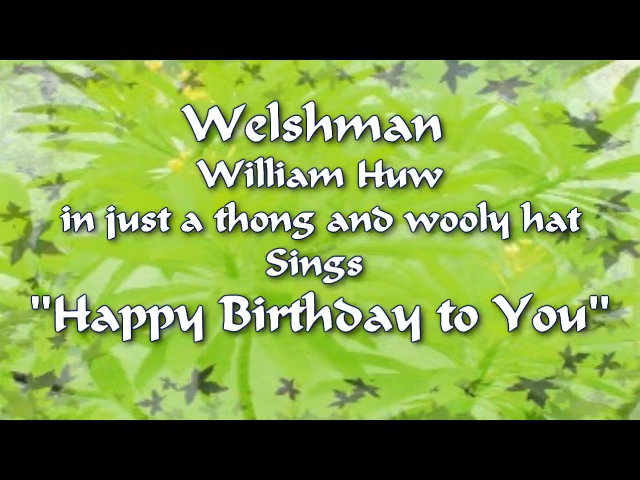 Welshman
William Huw
in just a thong and wooly hat
Sings
"Happy Birthday to You"